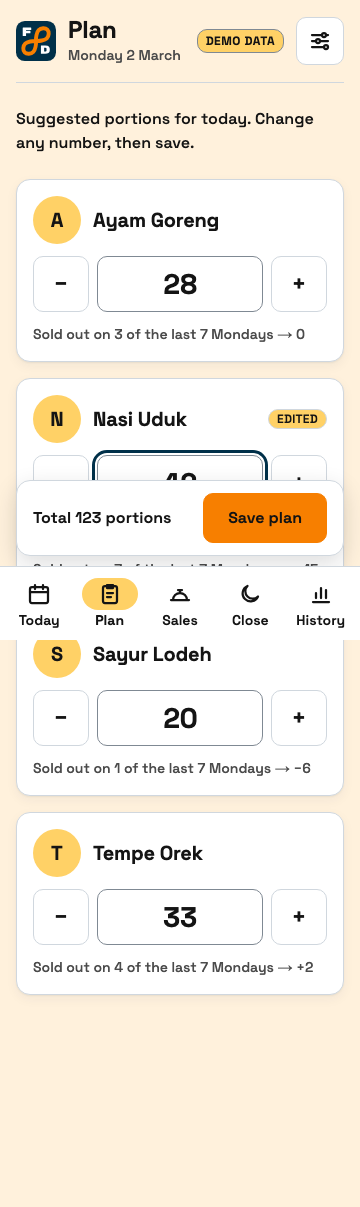 F
D
Plan
Monday 2 March
DEMO DATA
Suggested portions for today. Change
any number, then save.
A
Ayam Goreng
−
28
+
Sold out on 3 of the last 7 Mondays → 0
N
Nasi Uduk
EDITED
Total 123 portions
Save plan
Today
Plan
Sales
Close
History
S
Sayur Lodeh
−
20
+
Sold out on 1 of the last 7 Mondays → −6
T
Tempe Orek
−
33
+
Sold out on 4 of the last 7 Mondays → +2